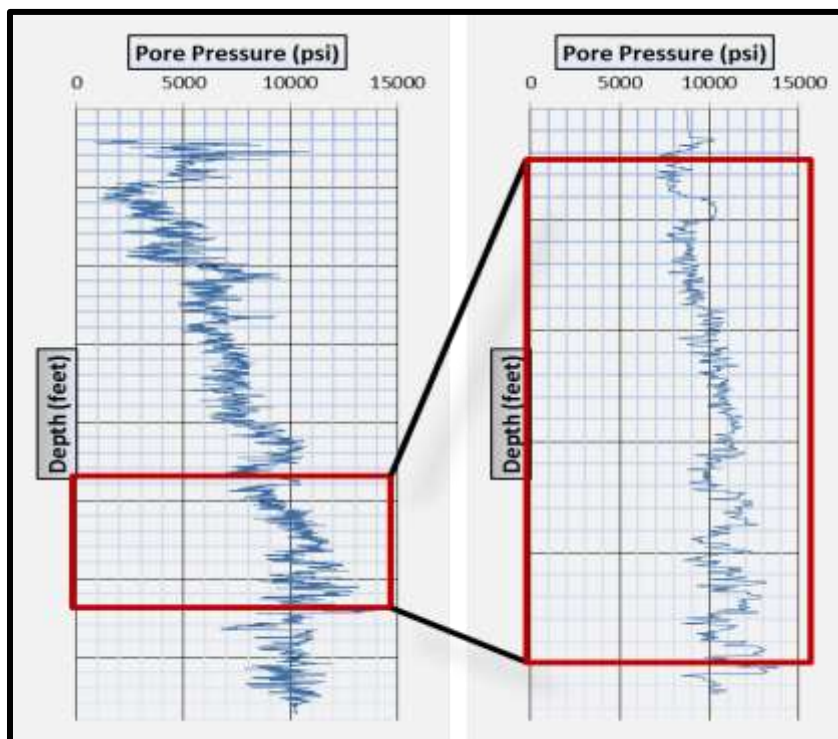 Pore Pressure (psi)
0 5000 10000 15000
Depth (feet)
Pore Pressure (psi)
0 5000 10000 15000
Depth (feet)